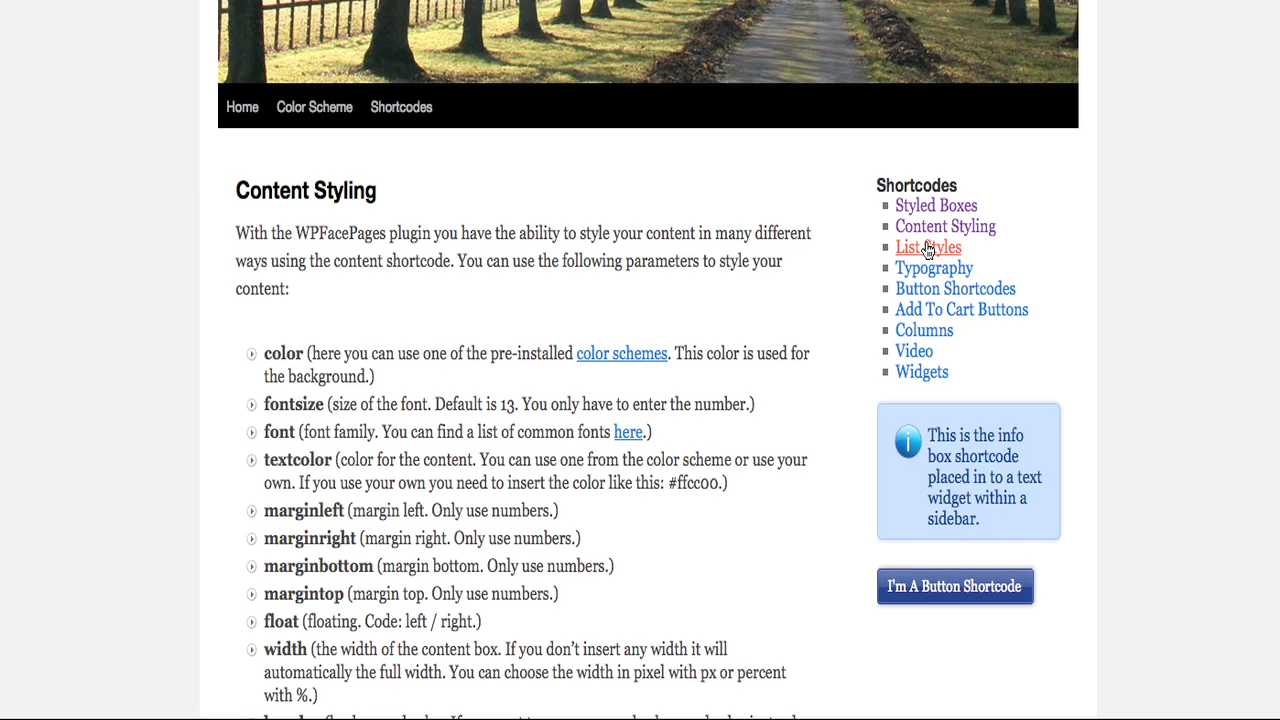 Home Color Scheme Shortcodes
Content Styling
With the WPFacePages plugin you have the ability to style your content in many different
ways using the content shortcode. You can use the following parameters to style your
content:
color (here you can use one of the pre-installed color schemes. This color is used for
the background.)
fontsize (size of the font. Default is 13. You only have to enter the number.)
font (font family. You can find a list of common fonts here.)
textcolor (color for the content. You can use one from the color scheme or use your
own. If you use your own you need to insert the color like this: #ffcc00.)
marginleft (margin left. Only use numbers.)
marginright (margin right. Only use numbers.)
marginbottom (margin bottom. Only use numbers.)
margintop (margin top. Only use numbers.)
float (floating. Code: left / right.)
width (the width of the content box. If you don't insert any width it will
automatically the full width. You can choose the width in pixel with px or percent
with %.)
Shortcodes
Styled Boxes
Content Styling
List Styles
Typography
Button Shortcodes
Add To Cart Buttons
Columns
Video
Widgets
This is the info
box shortcode
placed in to a text
widget within a
sidebar.
I'm A Button Shortcode